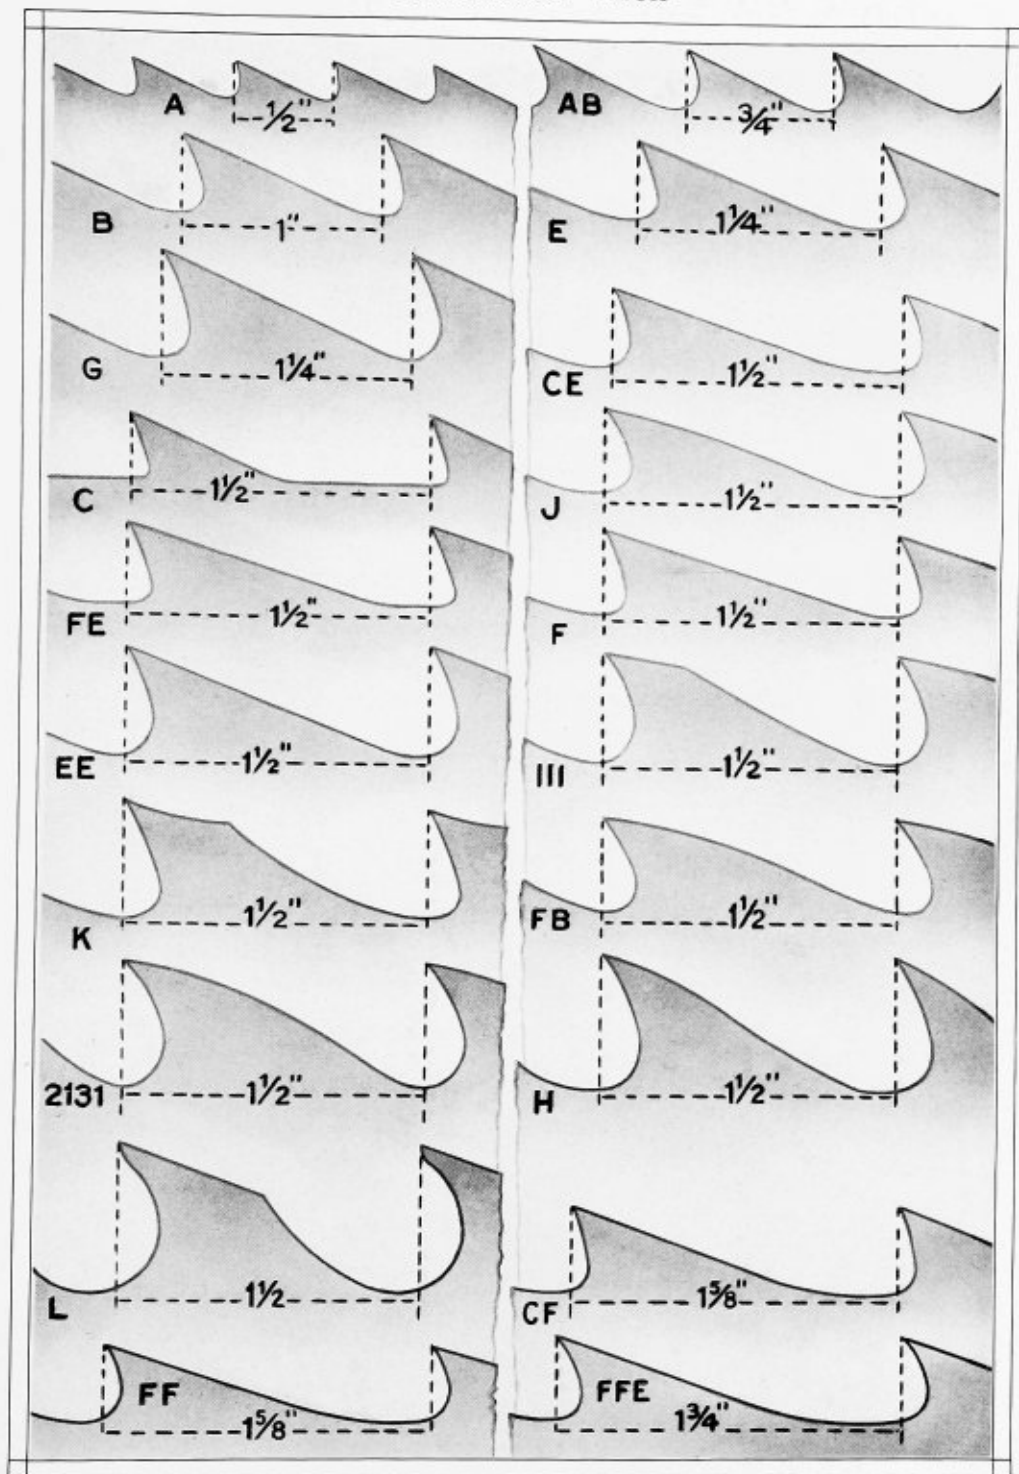 A
1/2"
AB
3/4"
B
1"
E
1 1/4"
G
1 1/4"
CE
1 1/2"
C
1 1/2"
J
1 1/2"
FE
1 1/2"
F
1 1/2"
EE
1 1/2"
III
1 1/2"
K
1 1/2"
FB
1 1/2"
2131
1 1/2"
H
1 1/2"
L
1 1/2
CF
1 5/8"
FF
1 5/8"
FFE
1 3/4"